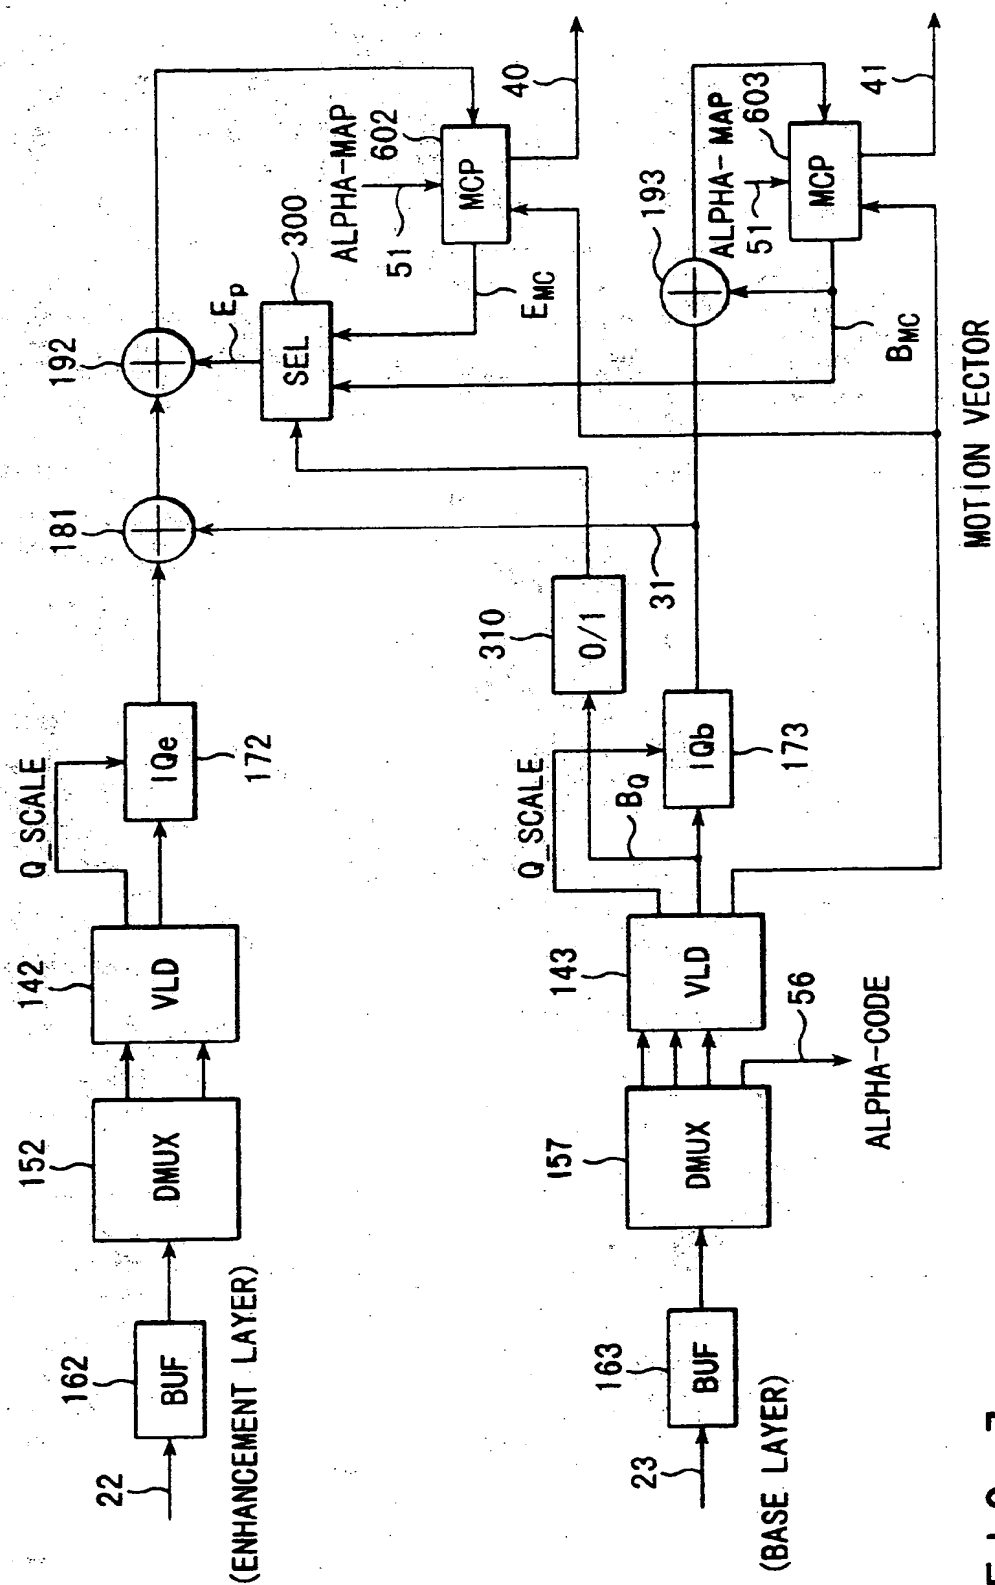 22
162
BUF
(ENHANCEMENT LAYER)
152
DMUX
142
VLD
Q_SCALE
IQe
172
181
192
EP
300
SEL
ALPHA-MAP
51
602
MCP
EMC
40
23
163
BUF
(BASE LAYER)
157
DMUX
56
ALPHA-CODE
143
VLD
Q_SCALE
BQ
IQb
173
310
0/1
31
193
ALPHA-MAP
51
603
MCP
BMC
41
MOTION VECTOR